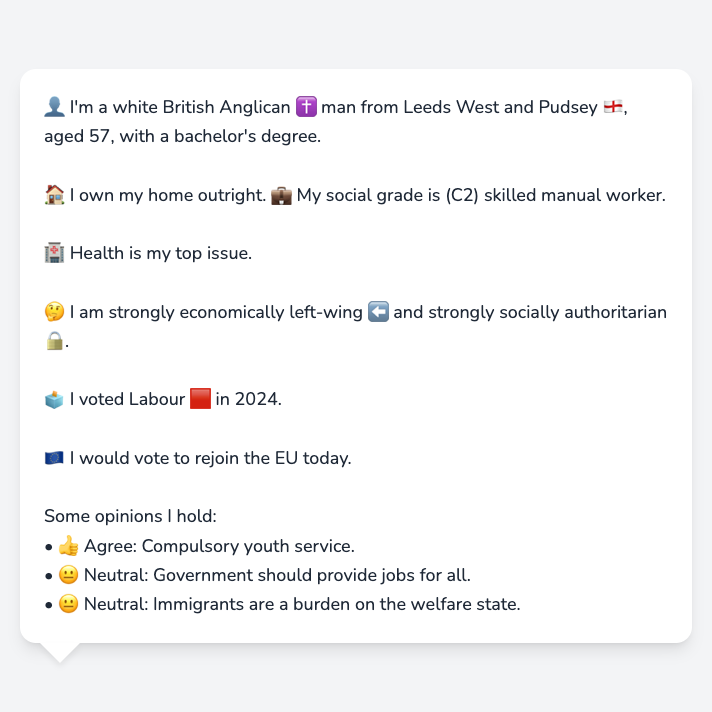 👤 I'm a white British Anglican ✝️ man from Leeds West and Pudsey 🏴󠁧󠁢󠁥󠁮󠁧󠁿,
aged 57, with a bachelor's degree.
🏠 I own my home outright. 💼 My social grade is (C2) skilled manual worker.
🏥 Health is my top issue.
🤔 I am strongly economically left-wing ⬅️ and strongly socially authoritarian
🔒.
🗳️ I voted Labour 🟥 in 2024.
🇪🇺 I would vote to rejoin the EU today.
Some opinions I hold:
• 👍 Agree: Compulsory youth service.
• 😐 Neutral: Government should provide jobs for all.
• 😐 Neutral: Immigrants are a burden on the welfare state.